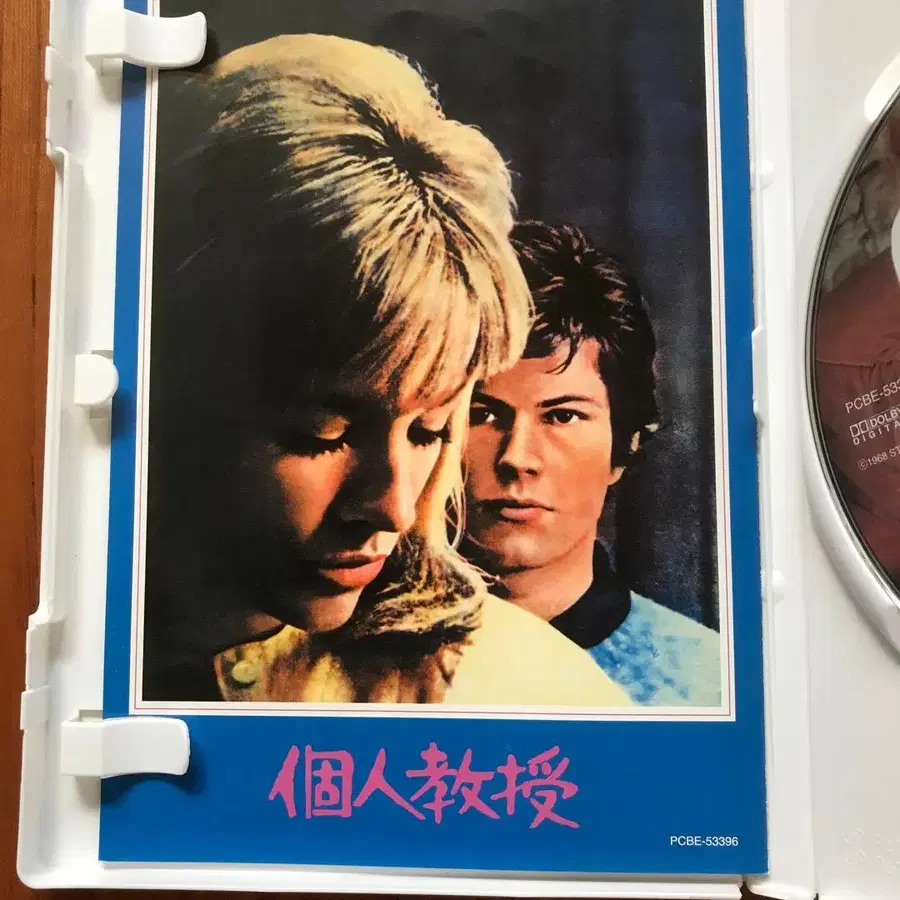 個人教授
PCBE-53396
PCBE-533
DOLBY
DIGITA
©1968 ST